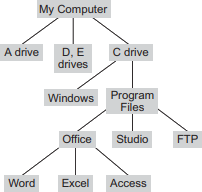 My Computer
A drive
D, E
drives
C drive
Windows
Program
Files
Office
Studio
FTP
Word
Excel
Access